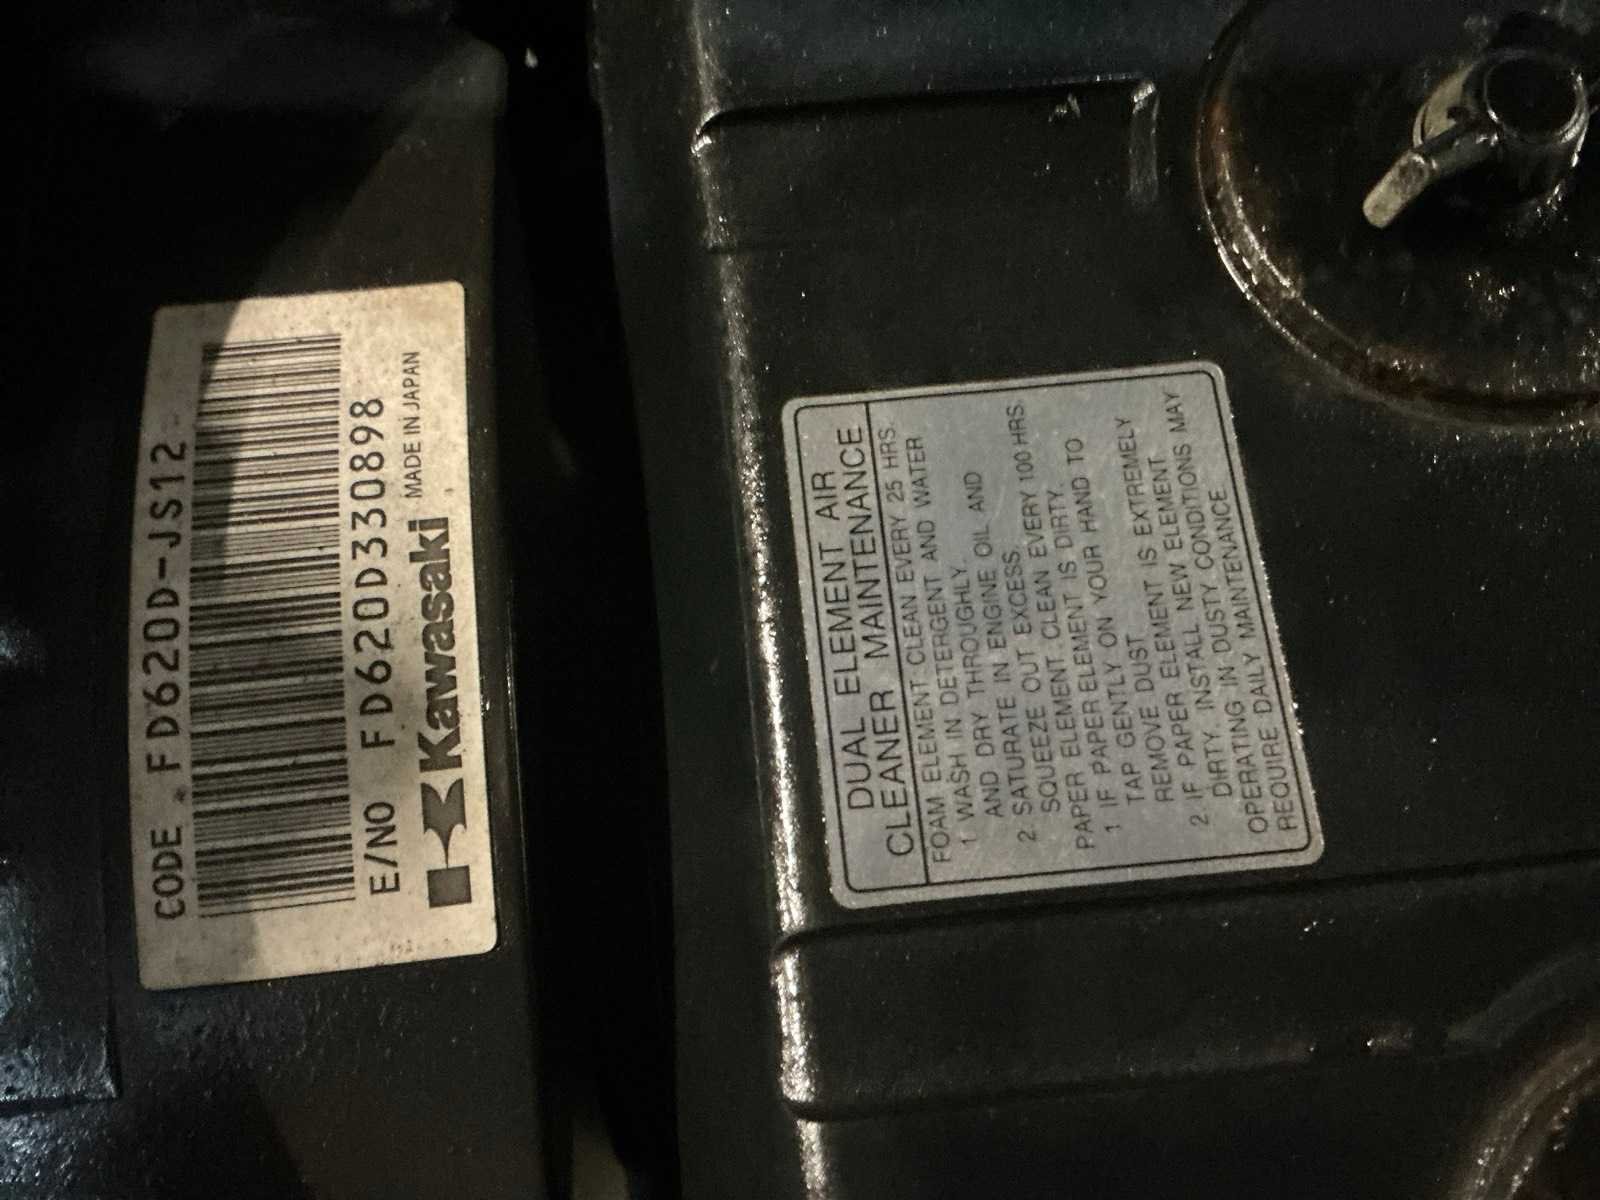 CODE FD620D-JS12
E/NO FD620D330898
Kawasaki MADE IN JAPAN
DUAL ELEMENT AIR
CLEANER MAINTENANCE
FOAM ELEMENT CLEAN EVERY 25 HRS.
1 WASH IN DETERGENT AND WATER
AND DRY THROUGHLY.
2. SATURATE IN ENGINE OIL AND
SQUEEZE OUT EXCESS.
PAPER ELEMENT CLEAN EVERY 100 HRS.
1 IF PAPER ELEMENT IS DIRTY.
TAP GENTLY ON YOUR HAND TO
REMOVE DUST
2. IF PAPER ELEMENT IS EXTREMELY
DIRTY. INSTALL NEW ELEMENT.
OPERATING IN DUSTY CONDITIONS MAY
REQUIRE DAILY MAINTENANCE